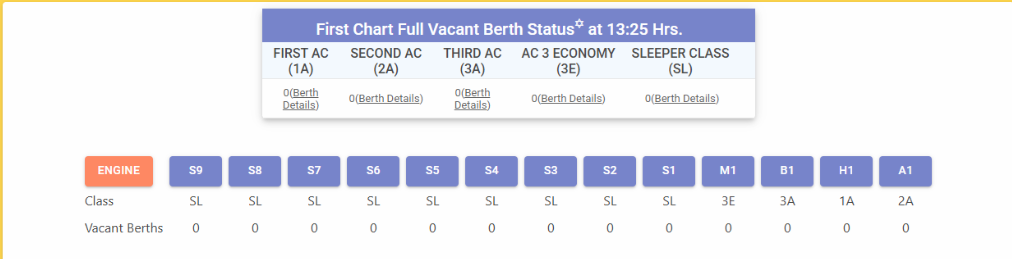 First Chart Full Vacant Berth Status✡ at 13:25 Hrs.
FIRST AC (1A) SECOND AC (2A) THIRD AC (3A) AC 3 ECONOMY (3E) SLEEPER CLASS (SL)
0(Berth Details) 0(Berth Details) 0(Berth Details) 0(Berth Details) 0(Berth Details)
ENGINE S9 S8 S7 S6 S5 S4 S3 S2 S1 M1 B1 H1 A1
Class SL SL SL SL SL SL SL SL SL 3E 3A 1A 2A
Vacant Berths 0 0 0 0 0 0 0 0 0 0 0 0 0